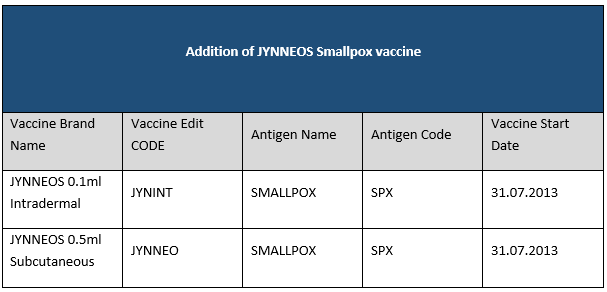 Addition of JYNNEOS Smallpox vaccine
Vaccine Brand Name
Vaccine Edit CODE
Antigen Name
Antigen Code
Vaccine Start Date
JYNNEOS 0.1ml Intradermal
JYNINT
SMALLPOX
SPX
31.07.2013
JYNNEOS 0.5ml Subcutaneous
JYNNEO
SMALLPOX
SPX
31.07.2013